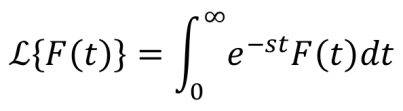 ℒ{F(t)} = ∫₀^∞ e^{-st} F(t)dt